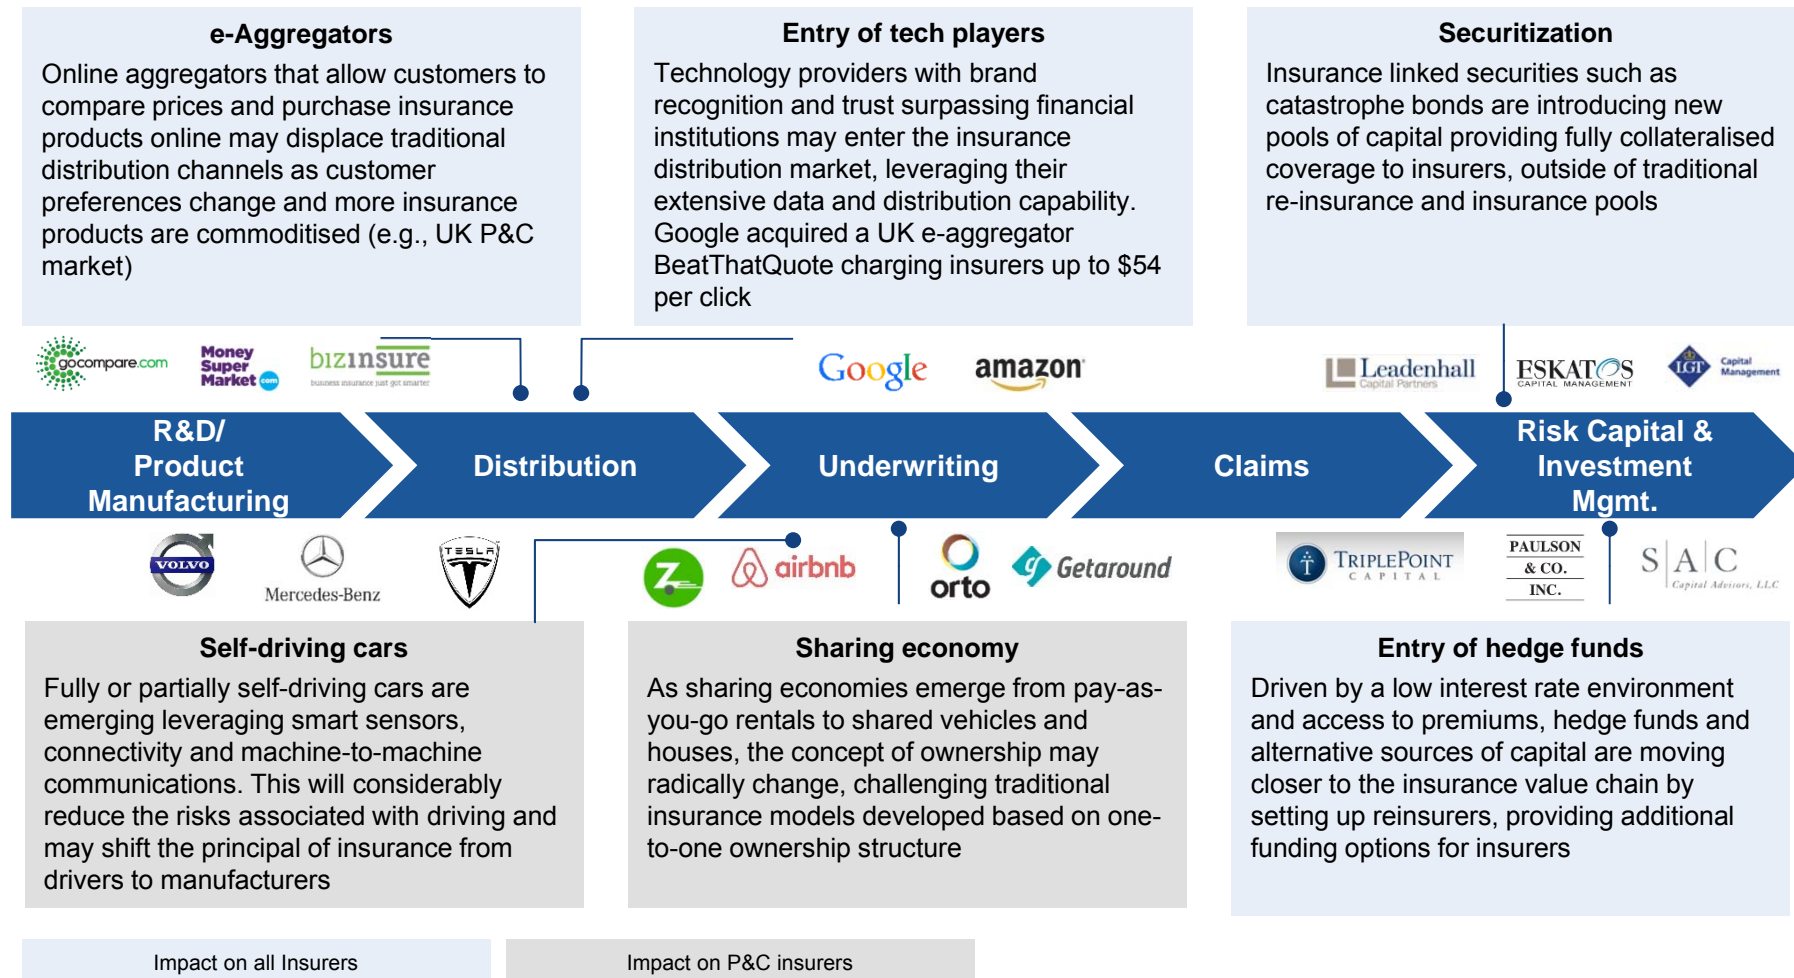 e-Aggregators
Online aggregators that allow customers to
compare prices and purchase insurance
products online may displace traditional
distribution channels as customer
preferences change and more insurance
products are commoditised (e.g., UK P&C
market)
Entry of tech players
Technology providers with brand
recognition and trust surpassing financial
institutions may enter the insurance
distribution market, leveraging their
extensive data and distribution capability.
Google acquired a UK e-aggregator
BeatThatQuote charging insurers up to $54
per click
Securitization
Insurance linked securities such as
catastrophe bonds are introducing new
pools of capital providing fully collateralised
coverage to insurers, outside of traditional
re-insurance and insurance pools
gocompare.com
Money
Super
Market.com
bizinsure
business insurance just got smarter
Google
amazon
Leadenhall
Capital Partners
ESKATOS
CAPITAL MANAGEMENT
LGT
Capital
Management
R&D/
Product
Manufacturing
Distribution
Underwriting
Claims
Risk Capital &
Investment
Mgmt.
VOLVO
Mercedes-Benz
TESLA
Z
airbnb
orto
Getaround
TRIPLEPOINT
CAPITAL
PAULSON
& CO.
INC.
S|A|C
Capital Advisors, LLC
Self-driving cars
Fully or partially self-driving cars are
emerging leveraging smart sensors,
connectivity and machine-to-machine
communications. This will considerably
reduce the risks associated with driving and
may shift the principal of insurance from
drivers to manufacturers
Sharing economy
As sharing economies emerge from pay-as-
you-go rentals to shared vehicles and
houses, the concept of ownership may
radically change, challenging traditional
insurance models developed based on one-
to-one ownership structure
Entry of hedge funds
Driven by a low interest rate environment
and access to premiums, hedge funds and
alternative sources of capital are moving
closer to the insurance value chain by
setting up reinsurers, providing additional
funding options for insurers
Impact on all Insurers
Impact on P&C insurers